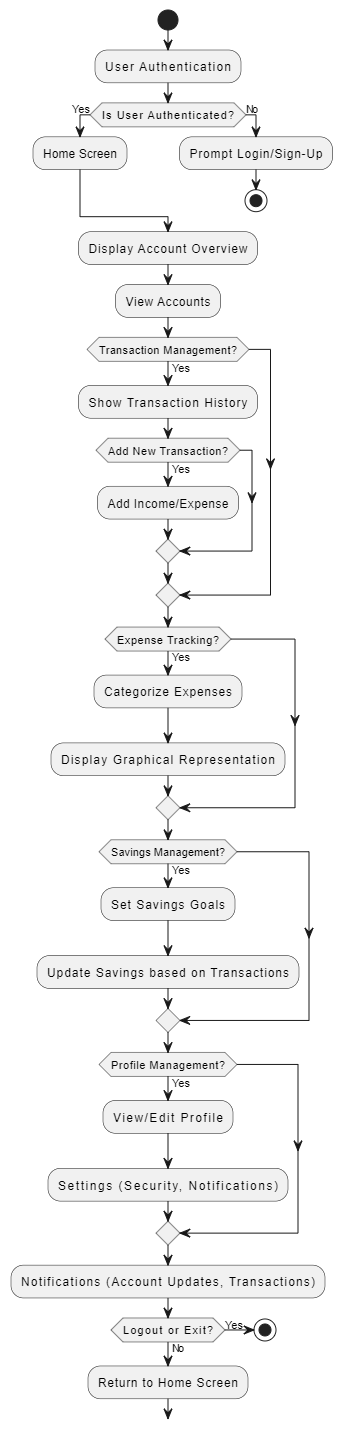 User Authentication
Yes
Is User Authenticated?
No
Home Screen
Prompt Login/Sign-Up
Display Account Overview
View Accounts
Transaction Management?
Yes
Show Transaction History
Add New Transaction?
Yes
Add Income/Expense
Expense Tracking?
Yes
Categorize Expenses
Display Graphical Representation
Savings Management?
Yes
Set Savings Goals
Update Savings based on Transactions
Profile Management?
Yes
View/Edit Profile
Settings (Security, Notifications)
Notifications (Account Updates, Transactions)
Logout or Exit?
Yes
No
Return to Home Screen